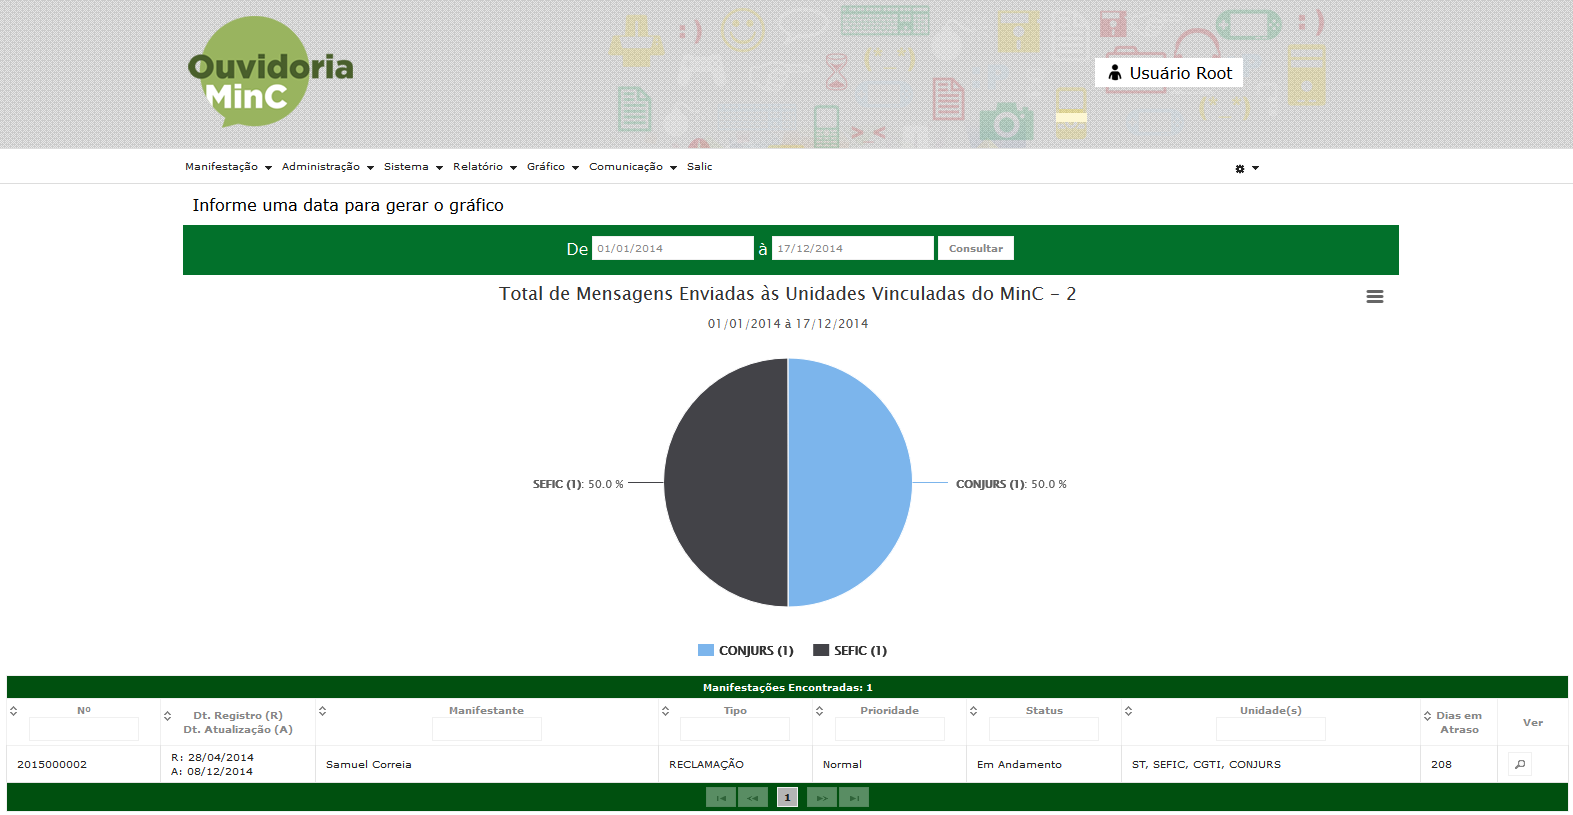 Ouvidoria
MinC
Usuário Root
Manifestação Administração Sistema Relatório Gráfico Comunicação Salic
Informe uma data para gerar o gráfico
De 01/01/2014 à 17/12/2014 Consultar
Total de Mensagens Enviadas às Unidades Vinculadas do MinC - 2
01/01/2014 à 17/12/2014
SEFIC (1): 50.0 %
CONJURS (1): 50.0 %
CONJURS (1) SEFIC (1)
Manifestações Encontradas: 1
Nº
Dt. Registro (R)
Dt. Atualização (A)
Manifestante
Tipo
Prioridade
Status
Unidade(s)
Dias em
Atraso
Ver
2015000002
R: 28/04/2014
A: 08/12/2014
Samuel Correia
RECLAMAÇÃO
Normal
Em Andamento
ST, SEFIC, CGTI, CONJURS
208
1